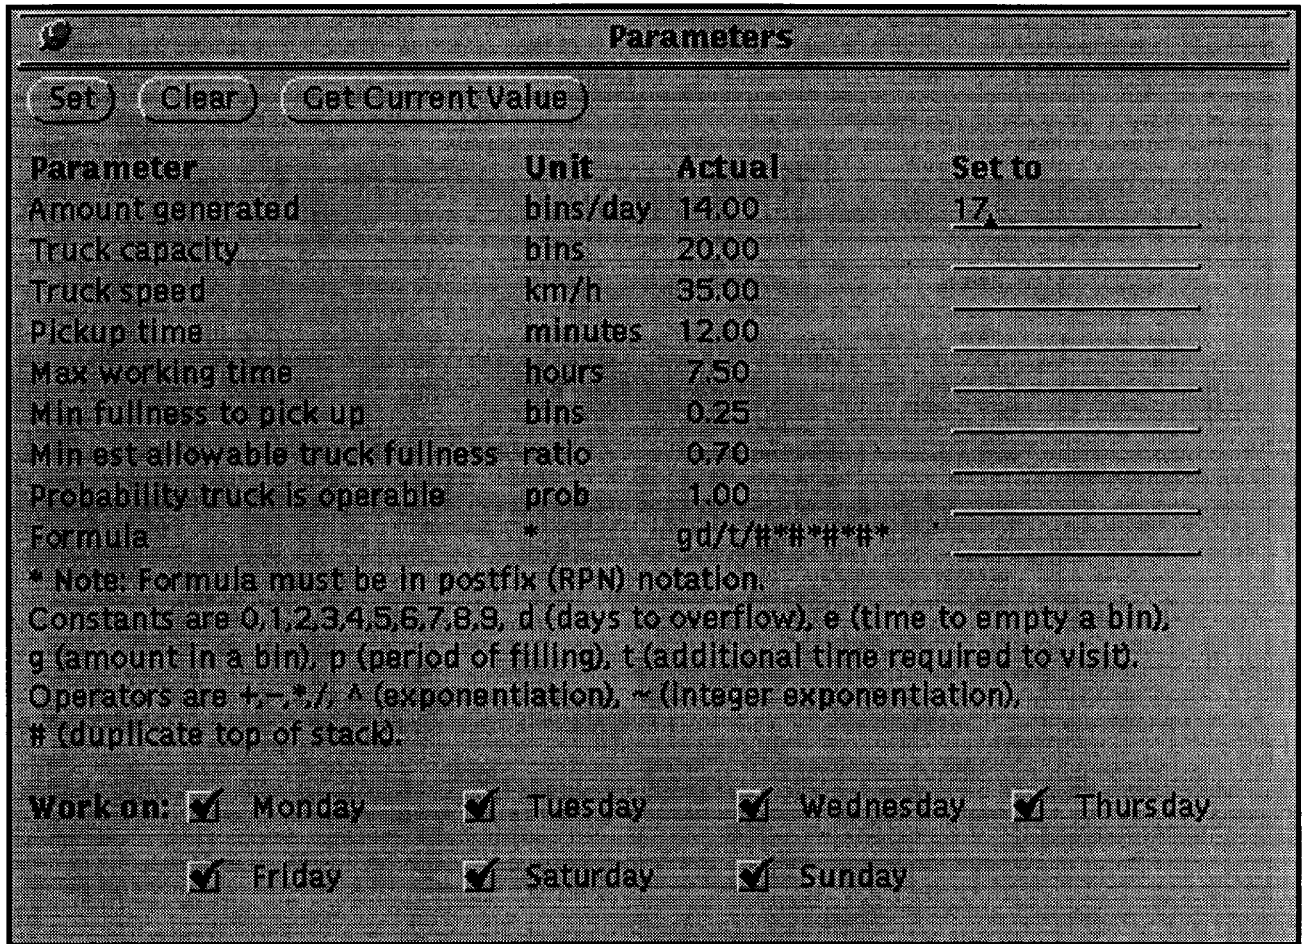 Parameters
Set Clear Get Current Value
Parameter Unit Actual Set to
Amount generated bins/day 14.00 17
Truck capacity bins 20.00
Truck speed km/h 35.00
Pickup time minutes 12.00
Max working time hours 7.50
Min fullness to pick up bins 0.25
Min est allowable truck fullness ratio 0.70
Probability truck is operable prob 1.00
Formula * gd/t/#*#*#*#*
* Note: Formula must be in postfix (RPN) notation.
Constants are 0,1,2,3,4,5,6,7,8,9, d (days to overflow), e (time to empty a bin),
g (amount in a bin), p (period of filling), t (additional time required to visit).
Operators are +,-,*,/, ^ (exponentiation), ~ (integer exponentiation),
# (duplicate top of stack).
Work on: Monday Tuesday Wednesday Thursday
Friday Saturday Sunday